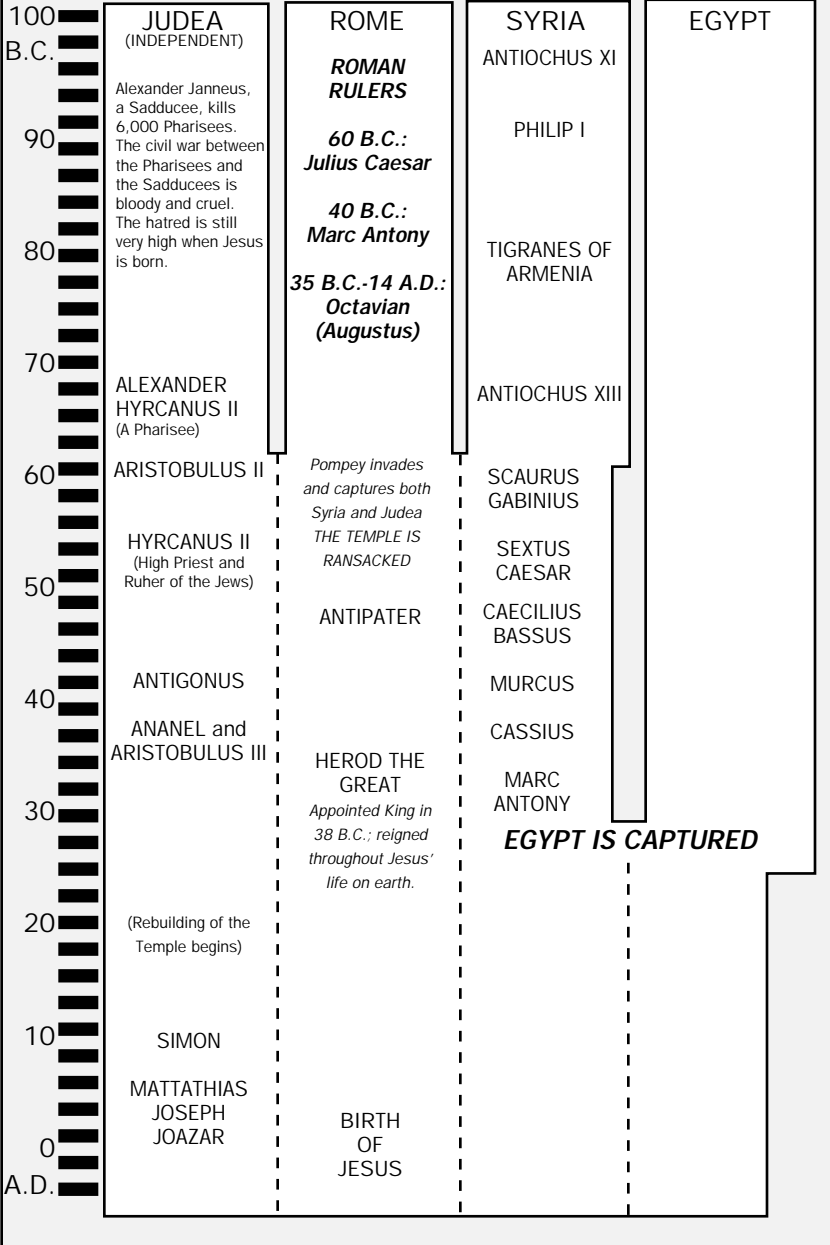 100
B.C.
90
80
70
60
50
40
30
20
10
0
A.D.
JUDEA
(INDEPENDENT)
Alexander Janneus,
a Sadducee, kills
6,000 Pharisees.
The civil war between
the Pharisees and
the Sadducees is
bloody and cruel.
The hatred is still
very high when Jesus
is born.
ALEXANDER
HYRCANUS II
(A Pharisee)
ARISTOBULUS II
HYRCANUS II
(High Priest and
Ruher of the Jews)
ANTIGONUS
ANANEL and
ARISTOBULUS III
(Rebuilding of the
Temple begins)
SIMON
MATTATHIAS
JOSEPH
JOAZAR
ROME
ROMAN
RULERS
60 B.C.:
Julius Caesar
40 B.C.:
Marc Antony
35 B.C.-14 A.D.:
Octavian
(Augustus)
Pompey invades
and captures both
Syria and Judea
THE TEMPLE IS
RANSACKED
ANTIPATER
HEROD THE
GREAT
Appointed King in
38 B.C.; reigned
throughout Jesus'
life on earth.
BIRTH
OF
JESUS
SYRIA
ANTIOCHUS XI
PHILIP I
TIGRANES OF
ARMENIA
ANTIOCHUS XIII
SCAURUS
GABINIUS
SEXTUS
CAESAR
CAECILIUS
BASSUS
MURCUS
CASSIUS
MARC
ANTONY
EGYPT
EGYPT IS CAPTURED